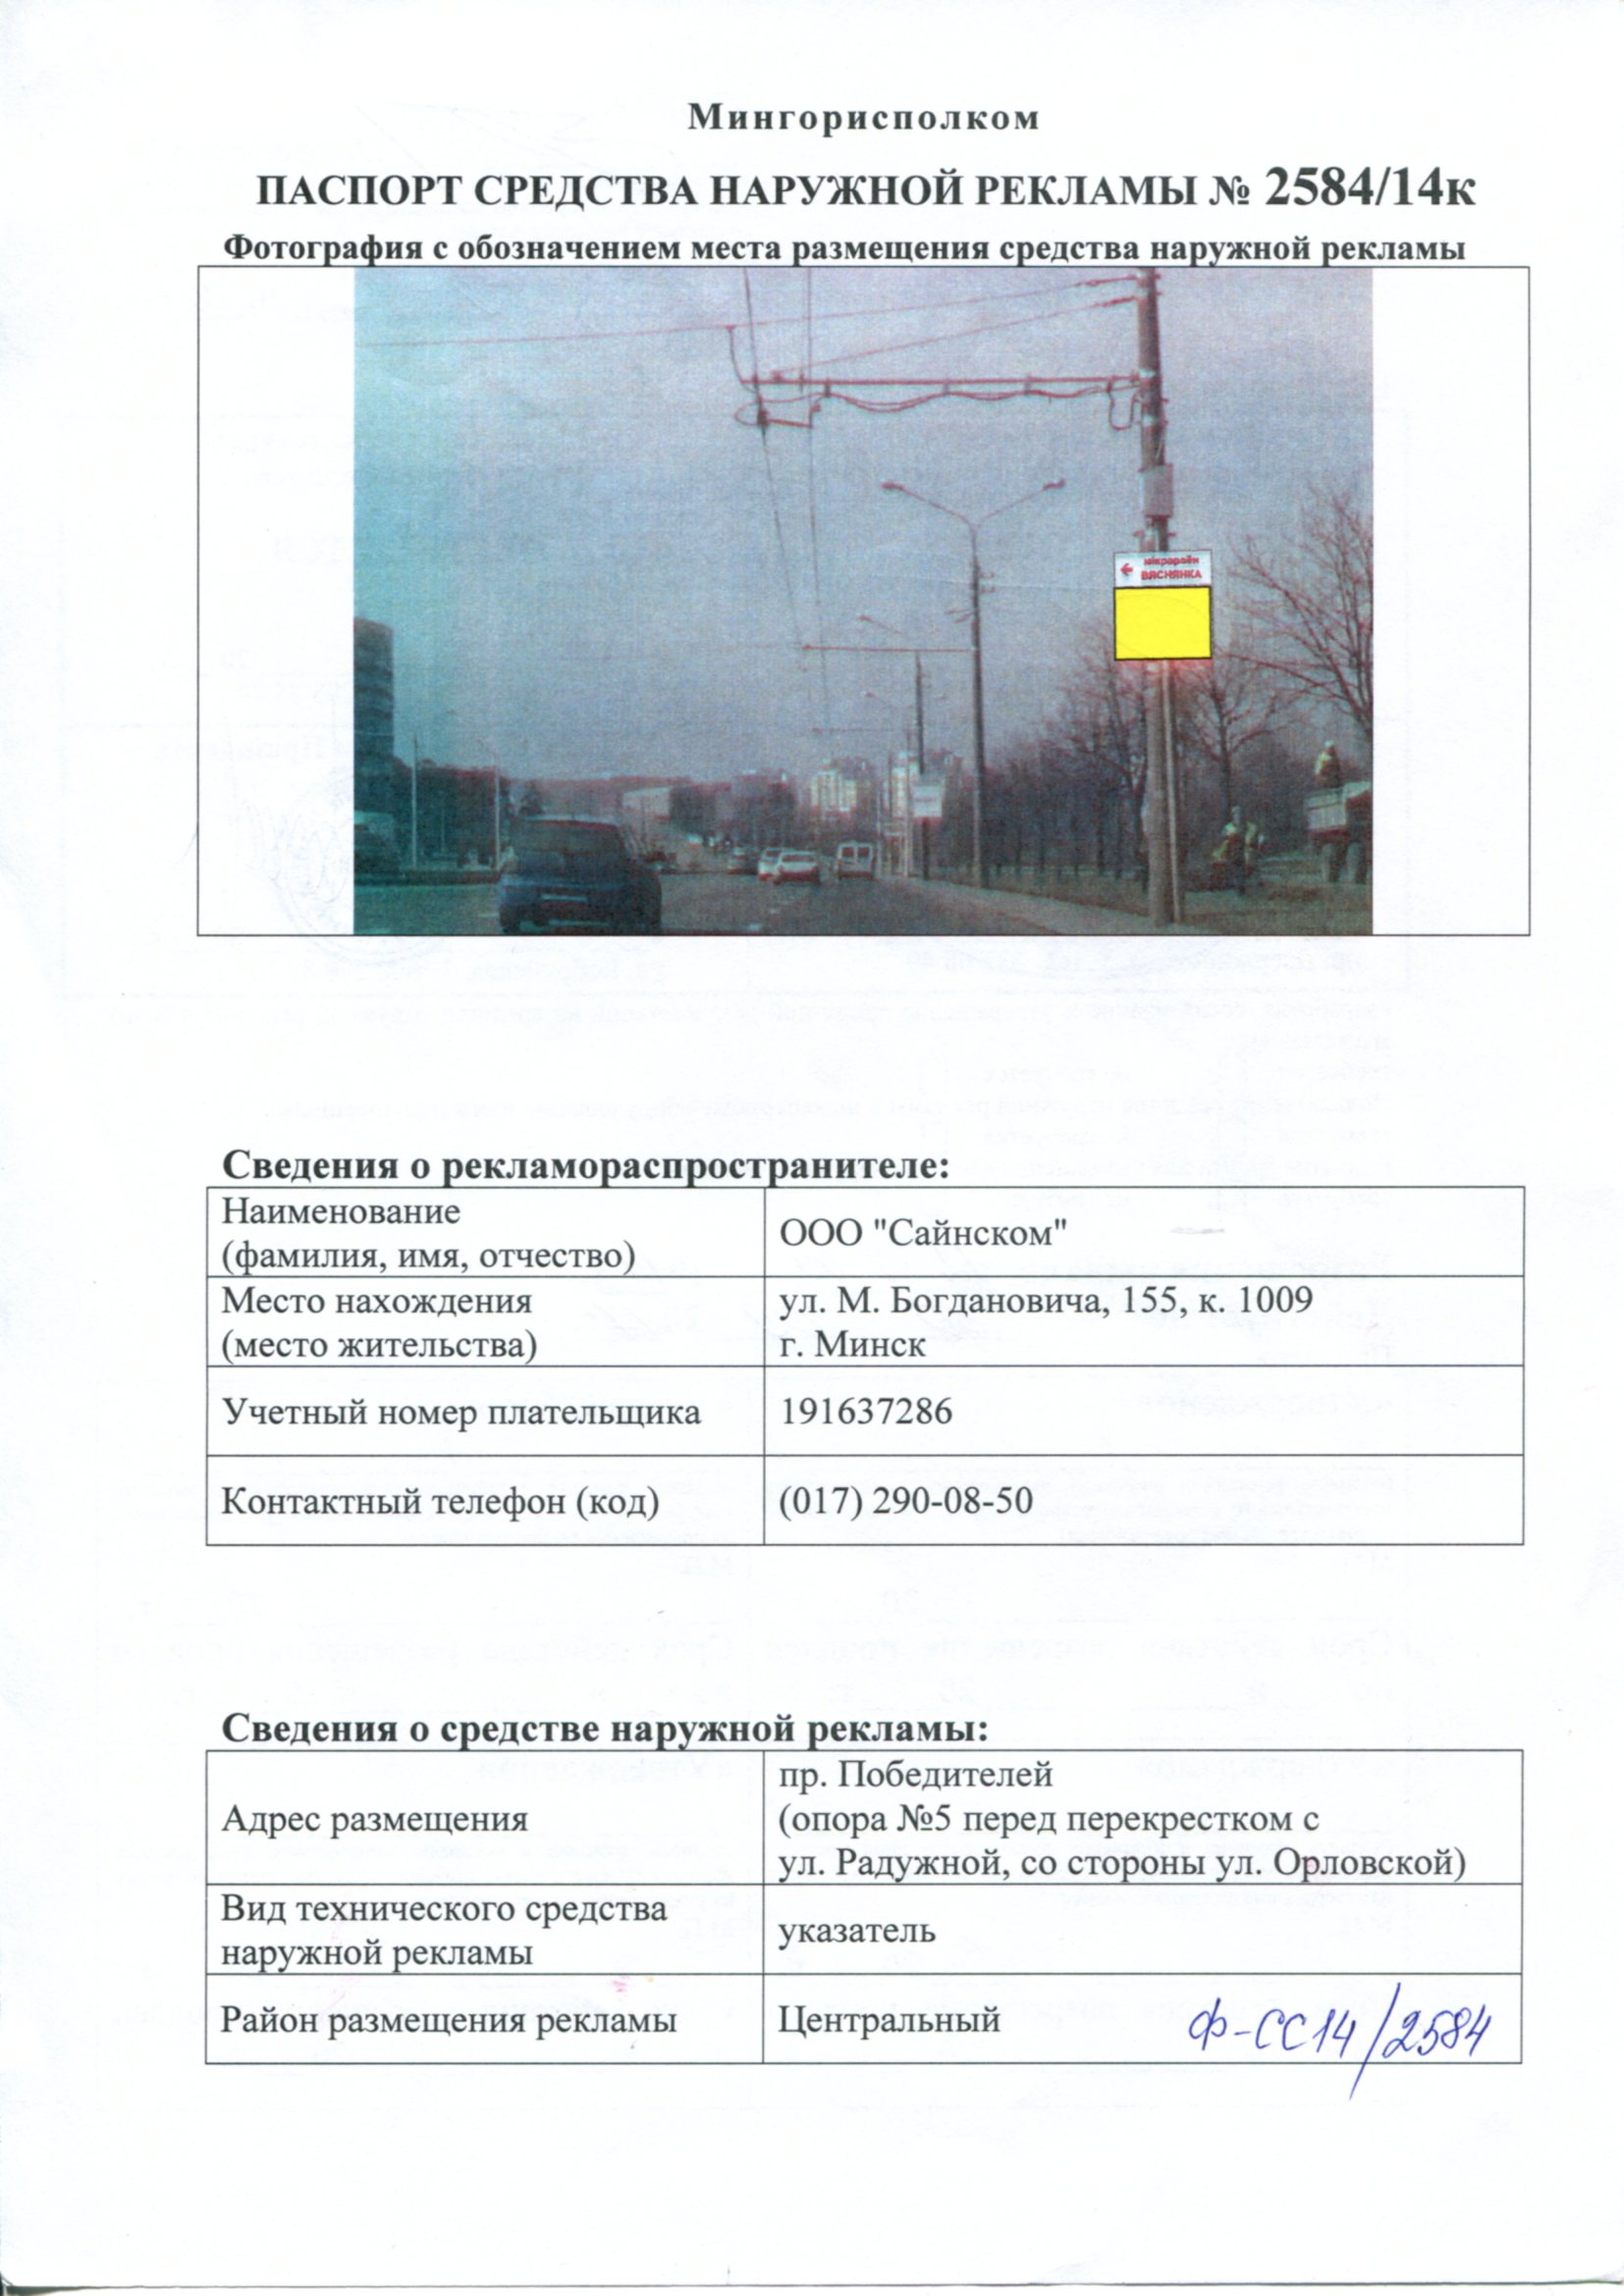 Мингорисполком
ПАСПОРТ СРЕДСТВА НАРУЖНОЙ РЕКЛАМЫ № 2584/14к
Фотография с обозначением места размещения средства наружной рекламы
мікрараён
← ВЯСНЯНКА
Сведения о рекламораспространителе:
Наименование
(фамилия, имя, отчество)
ООО "Сайнском"
Место нахождения
(место жительства)
ул. М. Богдановича, 155, к. 1009
г. Минск
Учетный номер плательщика
191637286
Контактный телефон (код)
(017) 290-08-50
Сведения о средстве наружной рекламы:
Адрес размещения
пр. Победителей
(опора №5 перед перекрестком с
ул. Радужной, со стороны ул. Орловской)
Вид технического средства
наружной рекламы
указатель
Район размещения рекламы
Центральный
Ф-СС14/2584